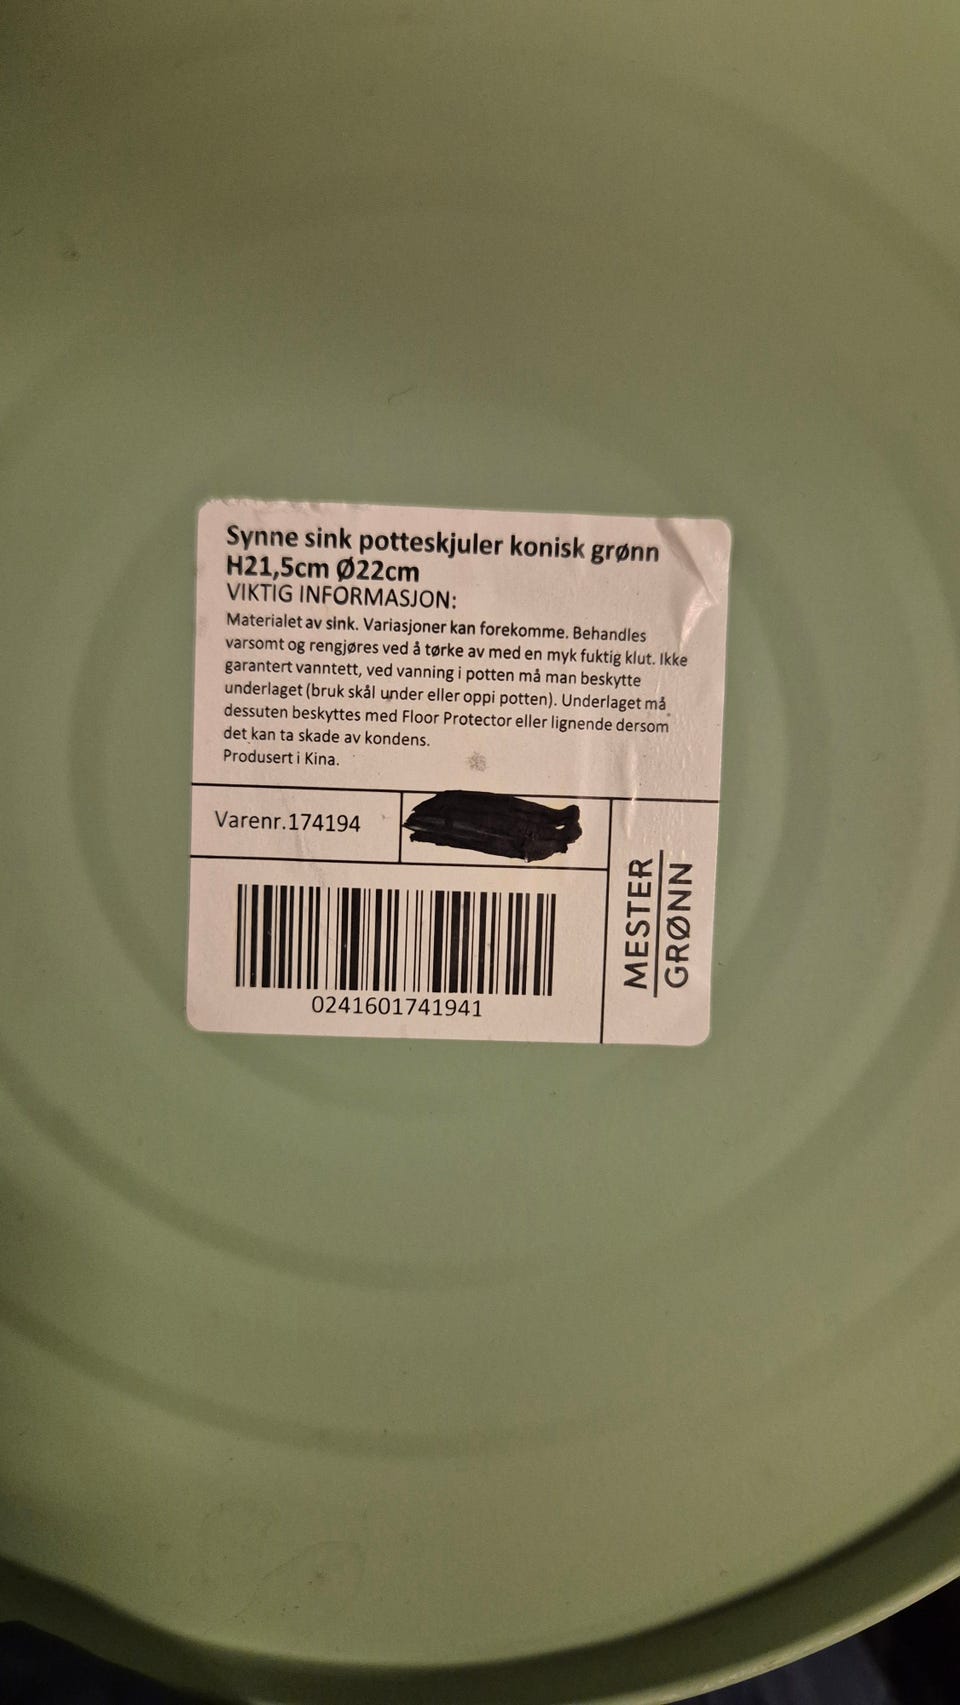 Synne sink potteskjuler konisk grønn
H21,5cm Ø22cm
VIKTIG INFORMASJON:
Materialet av sink. Variasjoner kan forekomme. Behandles
varsomt og rengjøres ved å tørke av med en myk fuktig klut. Ikke
garantert vanntett, ved vanning i potten må man beskytte
underlaget (bruk skål under eller oppi potten). Underlaget må
dessuten beskyttes med Floor Protector eller lignende dersom
det kan ta skade av kondens.
Produsert i Kina.
Varenr.174194
0241601741941
MESTER
GRØNN